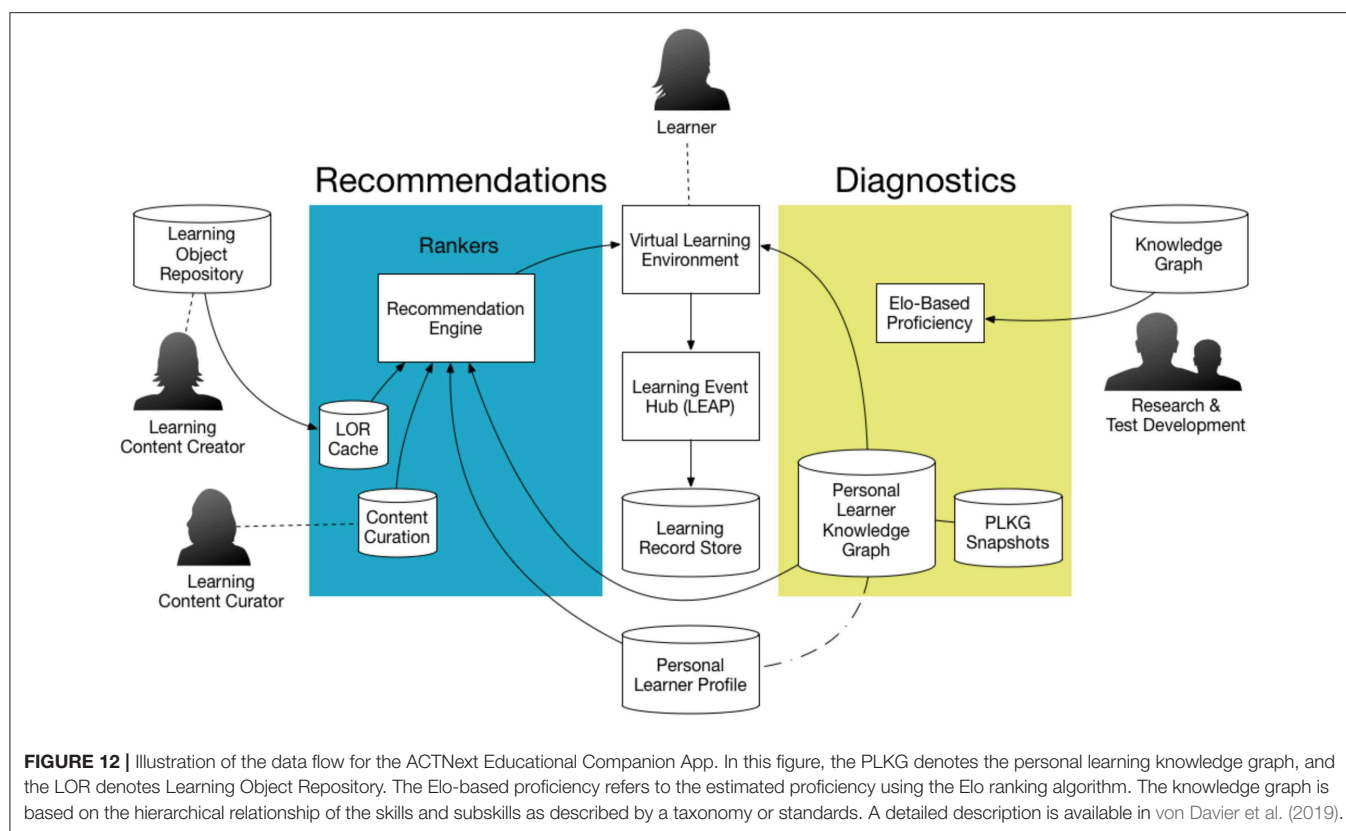 Learner
Recommendations
Diagnostics
Learning
Object
Repository
Rankers
Recommendation
Engine
Virtual Learning
Environment
Elo-Based
Proficiency
Knowledge
Graph
Learning
Content Creator
LOR
Cache
Learning Event
Hub (LEAP)
Research &
Test Development
Content
Curation
Learning
Record Store
Personal
Learner
Knowledge
Graph
PLKG
Snapshots
Learning
Content Curator
Personal
Learner Profile
FIGURE 12 | Illustration of the data flow for the ACTNext Educational Companion App. In this figure, the PLKG denotes the personal learning knowledge graph, and
the LOR denotes Learning Object Repository. The Elo-based proficiency refers to the estimated proficiency using the Elo ranking algorithm. The knowledge graph is
based on the hierarchical relationship of the skills and subskills as described by a taxonomy or standards. A detailed description is available in von Davier et al. (2019).